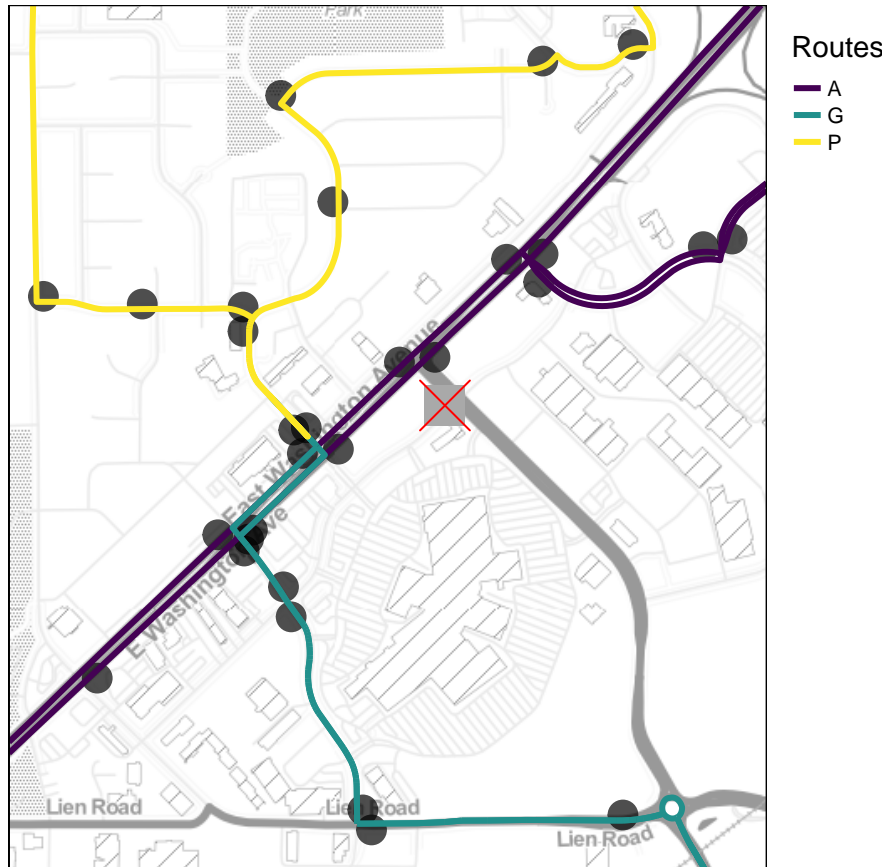 Park
Routes
A
G
P
East Washington Avenue
E Washington Ave
Lien Road
Lien Road
Lien Road